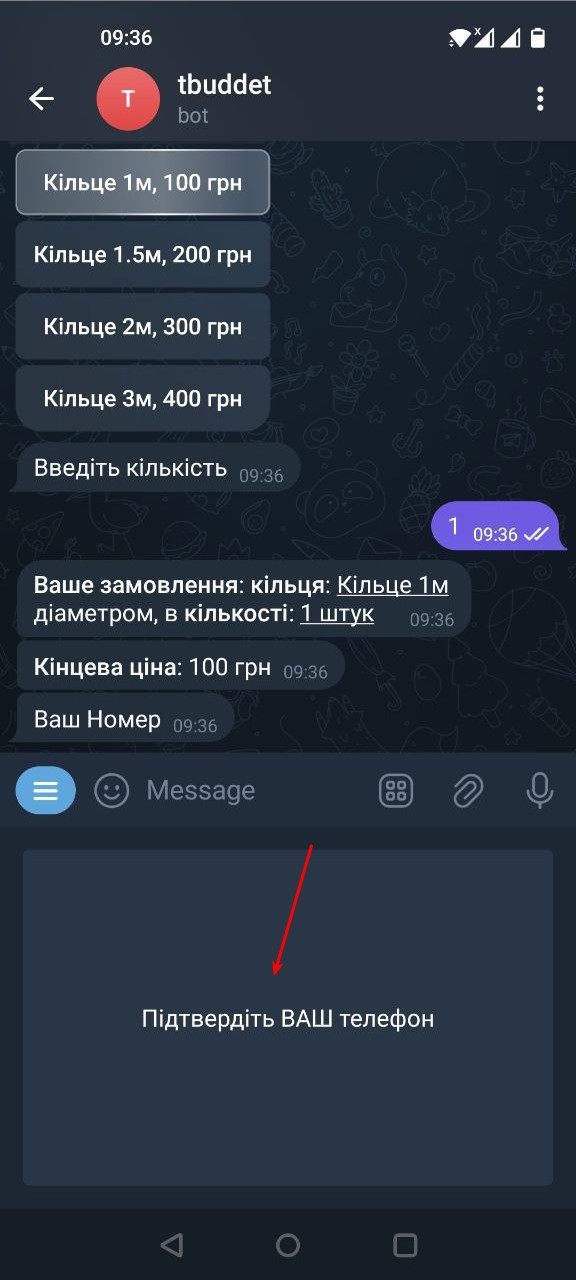 09:36
T
tbuddet
bot
Кільце 1м, 100 грн
Кільце 1.5м, 200 грн
Кільце 2м, 300 грн
Кільце 3м, 400 грн
Введіть кількість 09:36
1 09:36
Ваше замовлення: кільця: Кільце 1м
діаметром, в кількості: 1 штук 09:36
Кінцева ціна: 100 грн 09:36
Ваш Номер 09:36
Message
Підтвердіть ВАШ телефон